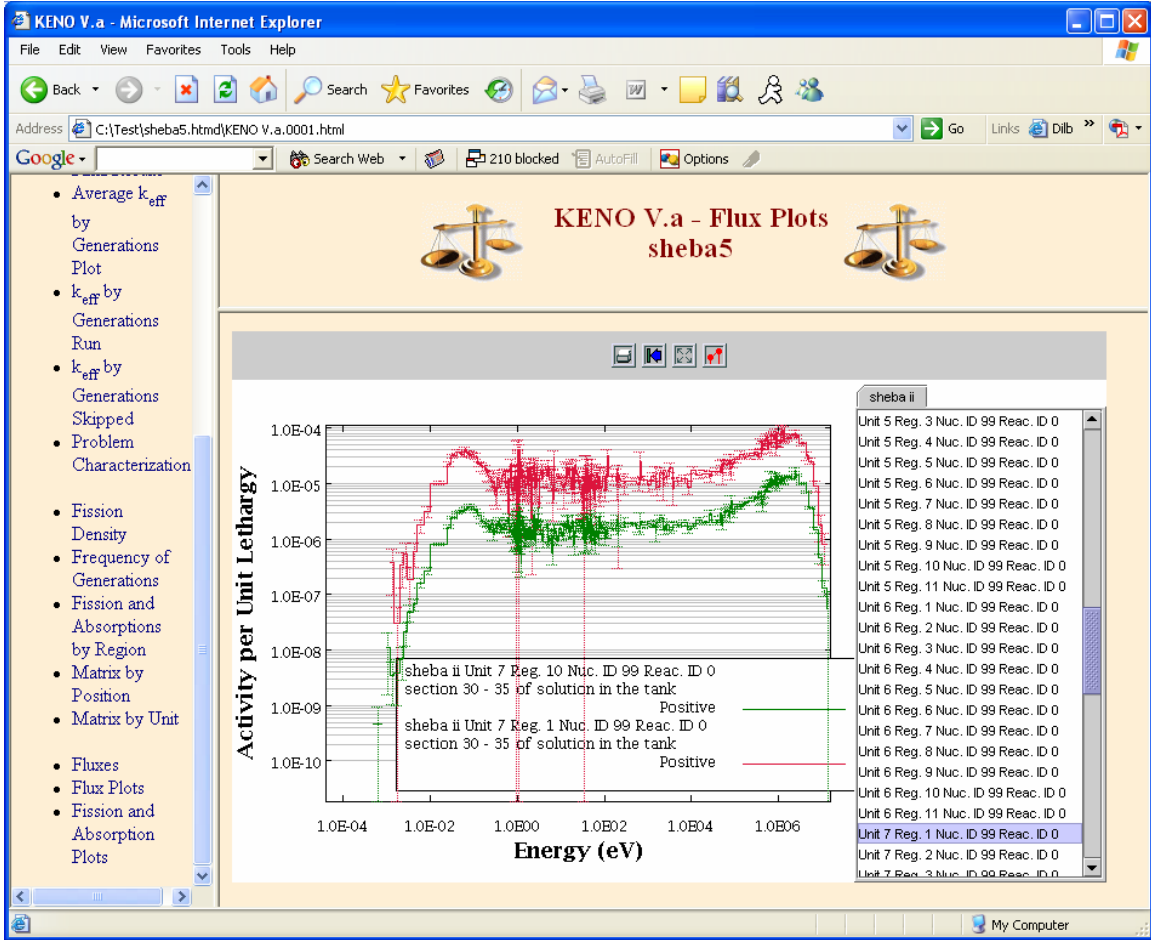 KENO V.a - Microsoft Internet Explorer
File Edit View Favorites Tools Help
Back Search Favorites
Address C:\Test\sheba5.htmd\KENO V.a.0001.html Go Links Dilb »
Google Search Web 210 blocked AutoFill Options
Average keff
by
Generations
Plot
keff by
Generations
Run
keff by
Generations
Skipped
Problem
Characterization
Fission
Density
Frequency of
Generations
Fission and
Absorptions
by Region
Matrix by
Position
Matrix by Unit
Fluxes
Flux Plots
Fission and
Absorption
Plots
KENO V.a - Flux Plots
sheba5
Activity per Unit Lethargy
1.0E-04
1.0E-05
1.0E-06
1.0E-07
1.0E-08
1.0E-09
1.0E-10
sheba ii Unit 7 Reg. 10 Nuc. ID 99 Reac. ID 0
section 30 - 35 of solution in the tank
Positive
sheba ii Unit 7 Reg. 1 Nuc. ID 99 Reac. ID 0
section 30 - 35 of solution in the tank
Positive
1.0E-04 1.0E-02 1.0E00 1.0E02 1.0E04 1.0E06
Energy (eV)
sheba ii
Unit 5 Reg. 3 Nuc. ID 99 Reac. ID 0
Unit 5 Reg. 4 Nuc. ID 99 Reac. ID 0
Unit 5 Reg. 5 Nuc. ID 99 Reac. ID 0
Unit 5 Reg. 6 Nuc. ID 99 Reac. ID 0
Unit 5 Reg. 7 Nuc. ID 99 Reac. ID 0
Unit 5 Reg. 8 Nuc. ID 99 Reac. ID 0
Unit 5 Reg. 9 Nuc. ID 99 Reac. ID 0
Unit 5 Reg. 10 Nuc. ID 99 Reac. ID 0
Unit 5 Reg. 11 Nuc. ID 99 Reac. ID 0
Unit 6 Reg. 1 Nuc. ID 99 Reac. ID 0
Unit 6 Reg. 2 Nuc. ID 99 Reac. ID 0
Unit 6 Reg. 3 Nuc. ID 99 Reac. ID 0
Unit 6 Reg. 4 Nuc. ID 99 Reac. ID 0
Unit 6 Reg. 5 Nuc. ID 99 Reac. ID 0
Unit 6 Reg. 6 Nuc. ID 99 Reac. ID 0
Unit 6 Reg. 7 Nuc. ID 99 Reac. ID 0
Unit 6 Reg. 8 Nuc. ID 99 Reac. ID 0
Unit 6 Reg. 9 Nuc. ID 99 Reac. ID 0
Unit 6 Reg. 10 Nuc. ID 99 Reac. ID 0
Unit 6 Reg. 11 Nuc. ID 99 Reac. ID 0
Unit 7 Reg. 1 Nuc. ID 99 Reac. ID 0
Unit 7 Reg. 2 Nuc. ID 99 Reac. ID 0
Unit 7 Reg. 3 Nuc. ID 99 Reac. ID 0
My Computer